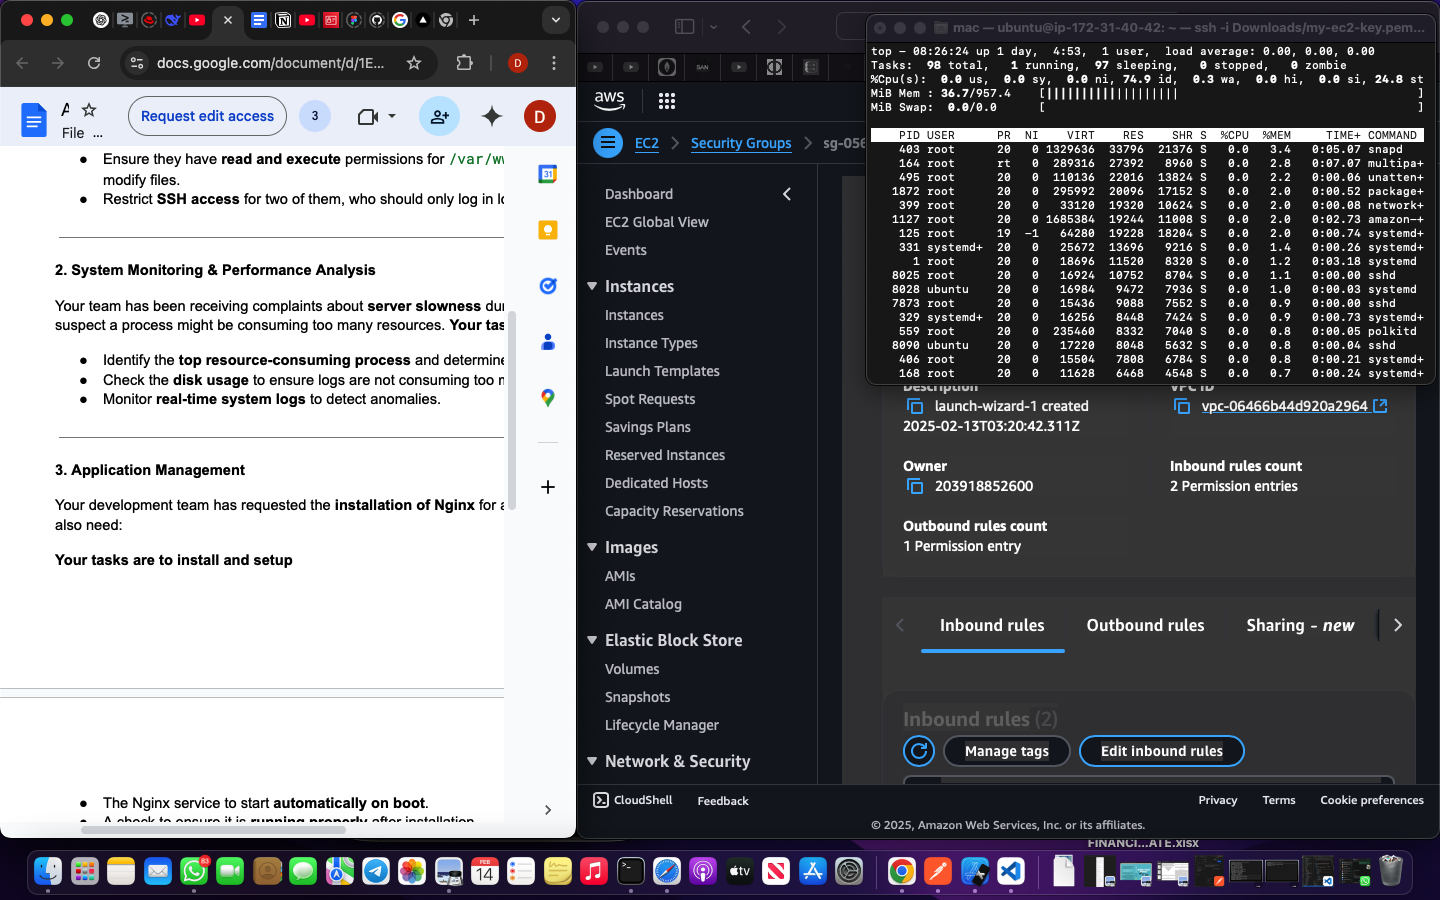 docs.google.com/document/d/1E...
D
File ...
Request edit access
3
D
31
● Ensure they have read and execute permissions for /var/ww
modify files.
● Restrict SSH access for two of them, who should only log in lo
2. System Monitoring & Performance Analysis
Your team has been receiving complaints about server slowness du
suspect a process might be consuming too many resources. Your tas
● Identify the top resource-consuming process and determine
● Check the disk usage to ensure logs are not consuming too m
● Monitor real-time system logs to detect anomalies.
3. Application Management
Your development team has requested the installation of Nginx for a
also need:
Your tasks are to install and setup
● The Nginx service to start automatically on boot.
● A check to ensure it is running properly after installation
SAN
aws
EC2 > Security Groups > sg-056
Dashboard
EC2 Global View
Events
Instances
Instances
Instance Types
Launch Templates
Spot Requests
Savings Plans
Reserved Instances
Dedicated Hosts
Capacity Reservations
Images
AMIs
AMI Catalog
Elastic Block Store
Volumes
Snapshots
Lifecycle Manager
Network & Security
mac — ubuntu@ip-172-31-40-42: ~ — ssh -i Downloads/my-ec2-key.pem...
top - 08:26:24 up 1 day,  4:53,  1 user,  load average: 0.00, 0.00, 0.00
Tasks:  98 total,   1 running,  97 sleeping,   0 stopped,   0 zombie
%Cpu(s):  0.0 us,  0.0 sy,  0.0 ni, 74.9 id,  0.3 wa,  0.0 hi,  0.0 si, 24.8 st
MiB Mem : 36.7/957.4   [||||||||||||||||||| ]
MiB Swap:  0.0/0.0     [ ]
PID USER PR NI VIRT RES SHR S %CPU %MEM TIME+ COMMAND
403 root 20 0 1329636 33796 21376 S 0.0 3.4 0:05.07 snapd
164 root rt 0 289316 27392 8960 S 0.0 2.8 0:07.07 multipa+
495 root 20 0 110136 22016 13824 S 0.0 2.2 0:00.06 unatten+
1872 root 20 0 295992 20096 17152 S 0.0 2.0 0:00.52 package+
399 root 20 0 33120 19320 10624 S 0.0 2.0 0:00.08 network+
1127 root 20 0 1685384 19244 11008 S 0.0 2.0 0:02.73 amazon-+
125 root 19 -1 64280 19228 18204 S 0.0 2.0 0:00.74 systemd+
331 systemd+ 20 0 25672 13696 9216 S 0.0 1.4 0:00.26 systemd+
1 root 20 0 18696 11520 8320 S 0.0 1.2 0:03.18 systemd
8025 root 20 0 16924 10752 8704 S 0.0 1.1 0:00.00 sshd
8028 ubuntu 20 0 16984 9472 7936 S 0.0 1.0 0:00.03 systemd
7873 root 20 0 15436 9088 7552 S 0.0 0.9 0:00.00 sshd
329 systemd+ 20 0 16256 8448 7424 S 0.0 0.9 0:00.73 systemd+
559 root 20 0 235460 8332 7040 S 0.0 0.8 0:00.05 polkitd
8090 ubuntu 20 0 17220 8048 5632 S 0.0 0.8 0:00.04 sshd
406 root 20 0 15504 7808 6784 S 0.0 0.8 0:00.21 systemd+
168 root 20 0 11628 6468 4548 S 0.0 0.7 0:00.24 systemd+
Description
launch-wizard-1 created
2025-02-13T03:20:42.311Z
VPC ID
vpc-06466b44d920a2964
Owner
203918852600
Inbound rules count
2 Permission entries
Outbound rules count
1 Permission entry
Inbound rules
Outbound rules
Sharing - new
Inbound rules (2)
Manage tags
Edit inbound rules
CloudShell
Feedback
Privacy
Terms
Cookie preferences
© 2025, Amazon Web Services, Inc. or its affiliates.
FINANCI...ATE.xlsx
83
FEB
14
tv